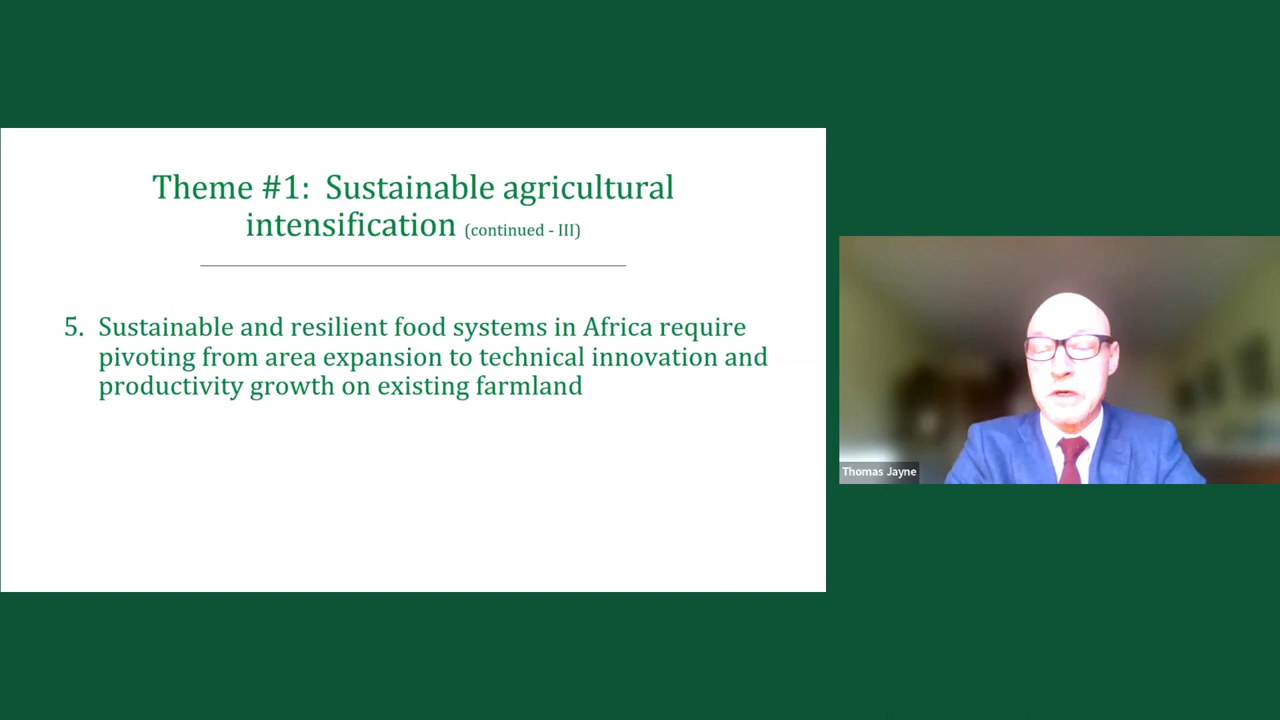 Theme #1:  Sustainable agricultural
intensification (continued - III)
5. Sustainable and resilient food systems in Africa require
pivoting from area expansion to technical innovation and
productivity growth on existing farmland
Thomas Jayne